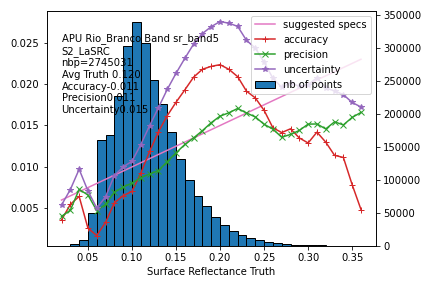 APU Rio_Branco Band sr_band5
S2_LaSRC
nbp=2745031
Avg Truth 0.120
Accuracy-0.011
Precision0.011
Uncertainty0.015
suggested specs
accuracy
precision
uncertainty
nb of points
0.025
0.020
0.015
0.010
0.005
350000
300000
250000
200000
150000
100000
50000
0
0.05 0.10 0.15 0.20 0.25 0.30 0.35
Surface Reflectance Truth